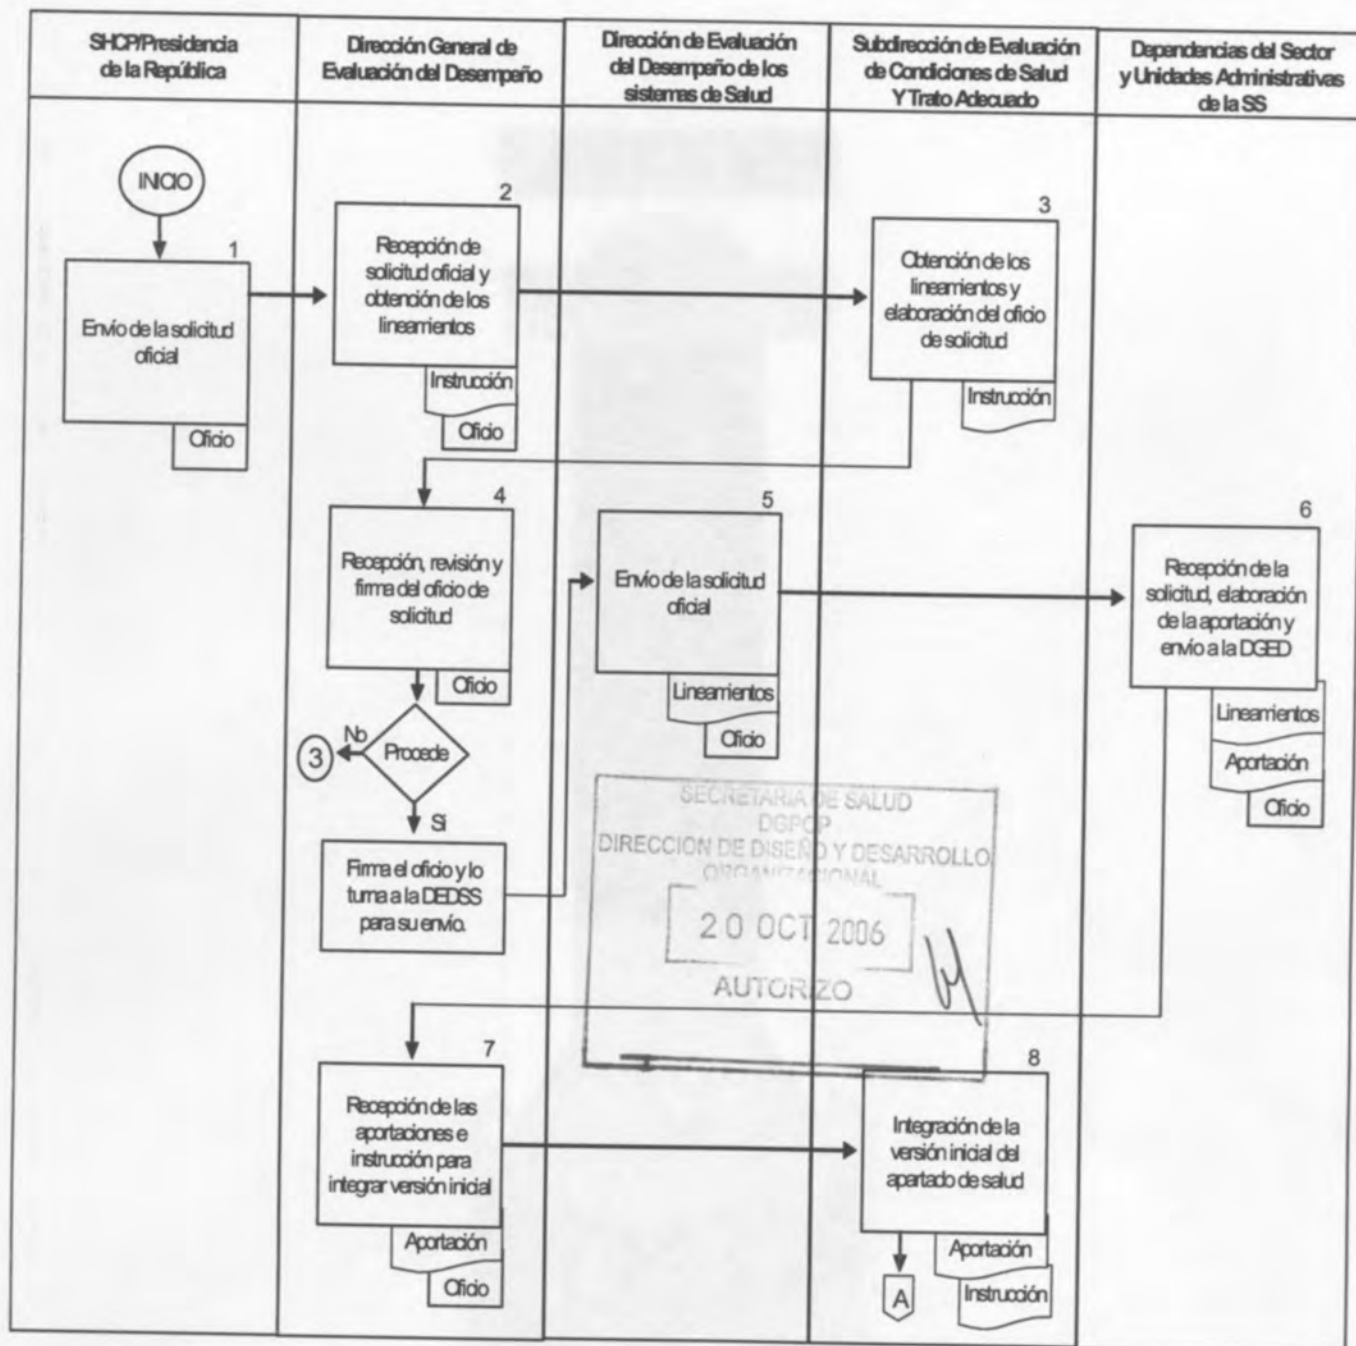 SHCP/Presidencia
de la República
Dirección General de
Evaluación del Desempeño
Dirección de Evaluación
del Desempeño de los
sistemas de Salud
Subdirección de Evaluación
de Condiciones de Salud
Y Trato Adecuado
Dependencias del Sector
y Unidades Administrativas
de la SS
INICIO
1
Envío de la solicitud
oficial
Oficio
2
Recepción de
solicitud oficial y
obtención de los
lineamientos
Instrucción
Oficio
3
Obtención de los
lineamientos y
elaboración del oficio
de solicitud
Instrucción
4
Recepción, revisión y
firma del oficio de
solicitud
Oficio
Procede
No
3
Si
Firma el oficio y lo
turna a la DEDSS
para su envío.
5
Envío de la solicitud
oficial
Lineamientos
Oficio
6
Recepción de la
solicitud, elaboración
de la aportación y
envío a la DGED
Lineamientos
Aportación
Oficio
SECRETARIA DE SALUD
DGPOP
DIRECCION DE DISEÑO Y DESARROLLO
ORGANIZACIONAL
20 OCT 2006
AUTORIZO
7
Recepción de las
aportaciones e
instrucción para
integrar versión inicial
Aportación
Oficio
8
Integración de la
versión inicial del
apartado de salud
Aportación
Instrucción
A